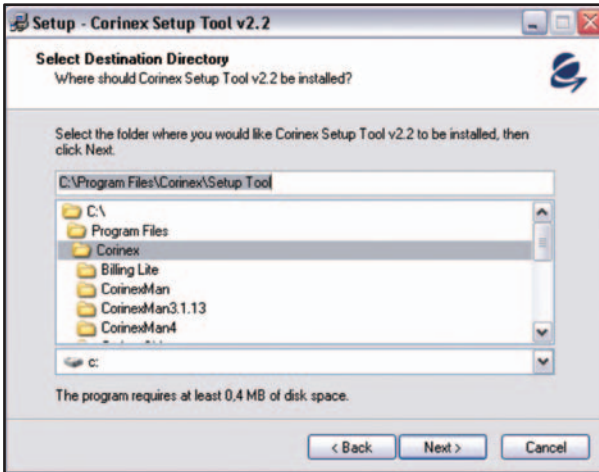 Setup - Corinex Setup Tool v2.2
Select Destination Directory
Where should Corinex Setup Tool v2.2 be installed?
Select the folder where you would like Corinex Setup Tool v2.2 to be installed, then
click Next.
C:\Program Files\Corinex\Setup Tool
C:\
Program Files
Corinex
Billing Lite
CorinexMan
CorinexMan3.1.13
CorinexMan4
c:
The program requires at least 0,4 MB of disk space.
< Back Next > Cancel